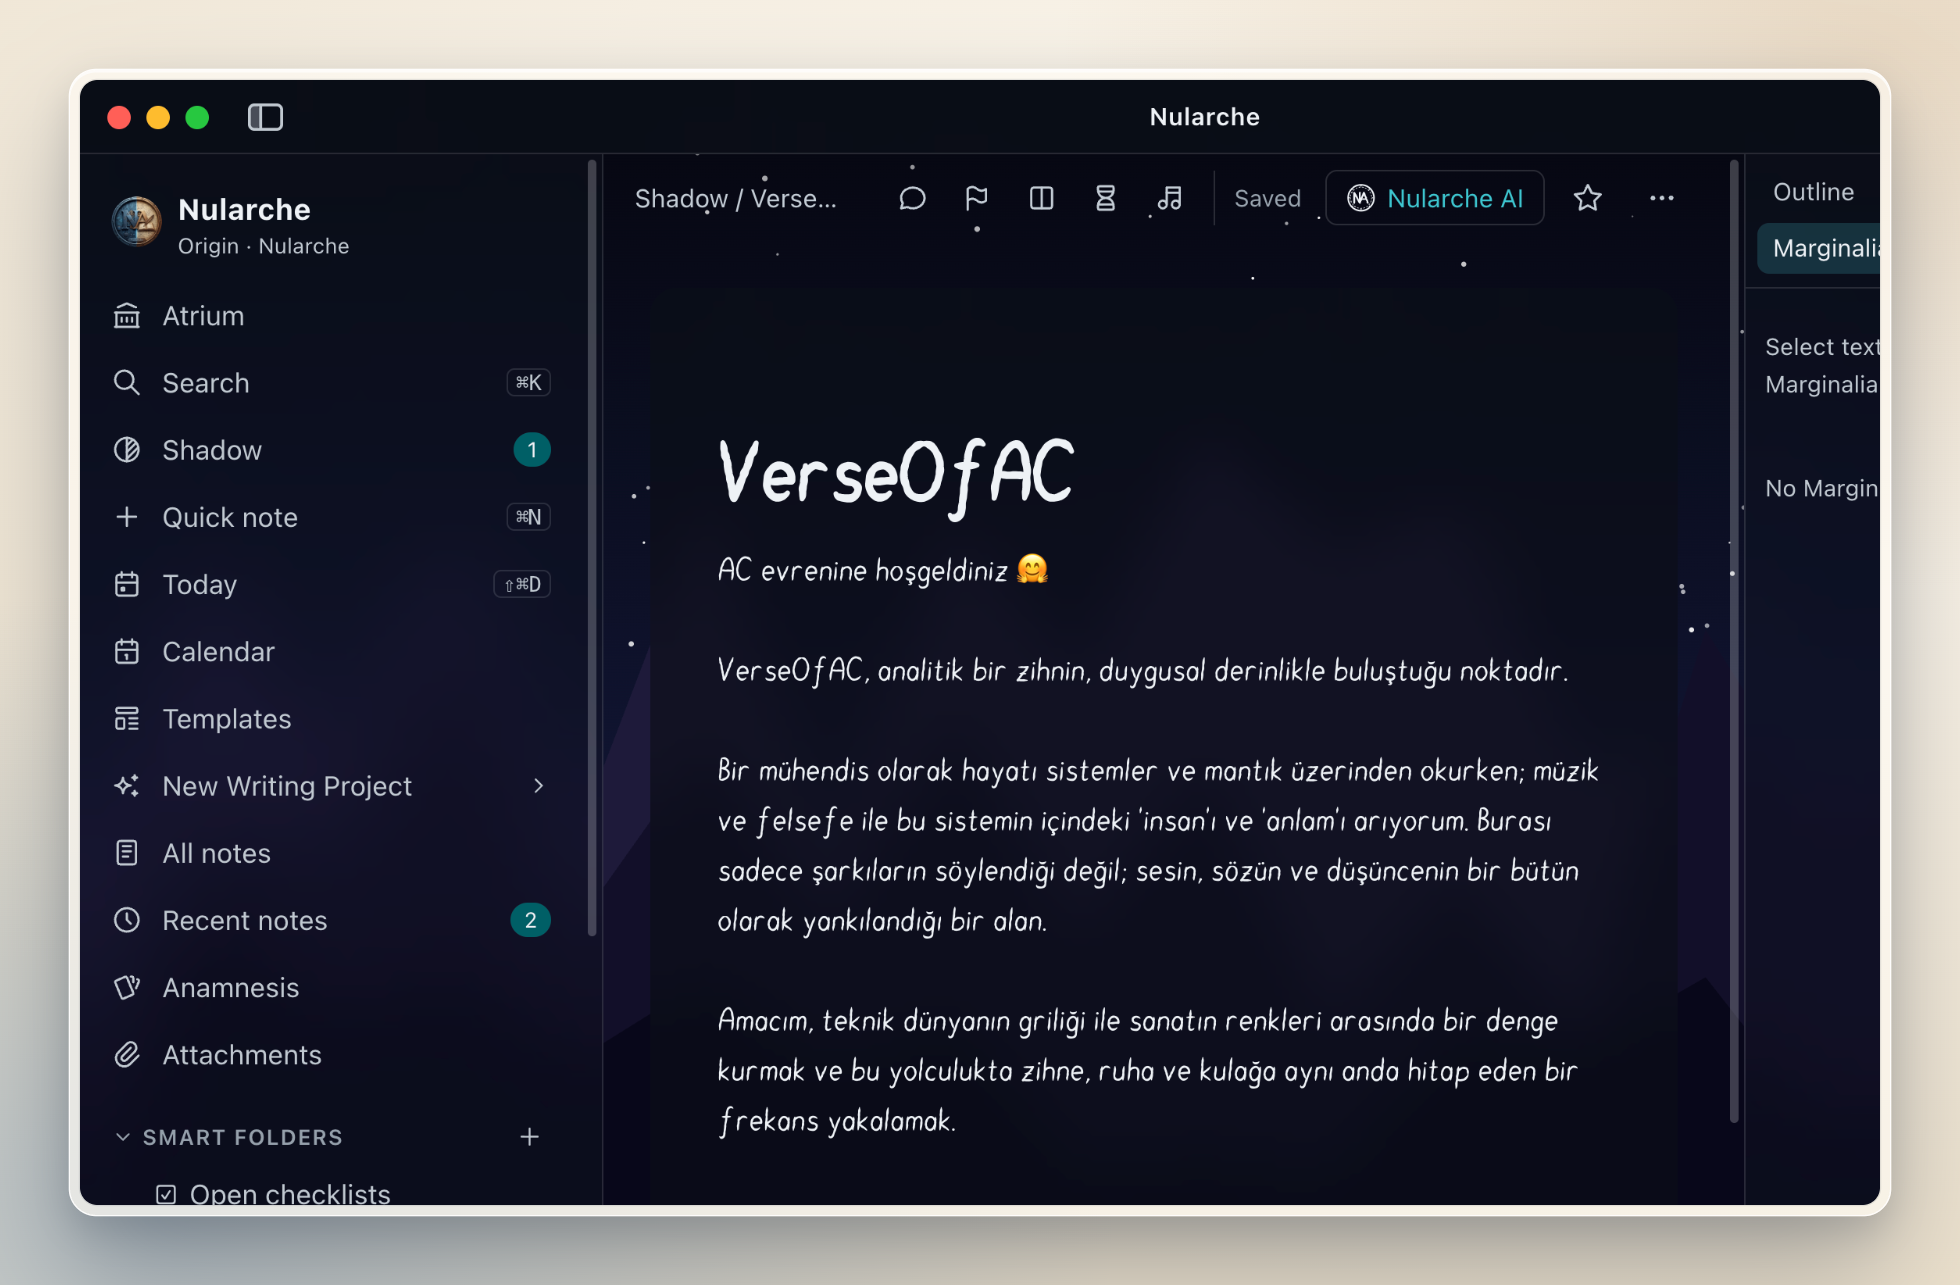 Nularche
Nularche
Origin · Nularche
Atrium
Search ⌘K
Shadow 1
Quick note ⌘N
Today ⇧⌘D
Calendar
Templates
New Writing Project
All notes
Recent notes 2
Anamnesis
Attachments
SMART FOLDERS
Open checklists
Shadow / Verse...
Saved
NA Nularche AI
VerseOfAC
AC evrenine hoşgeldiniz 🤗
VerseOfAC, analitik bir zihnin, duygusal derinlikle buluştuğu noktadır.
Bir mühendis olarak hayatı sistemler ve mantık üzerinden okurken; müzik
ve felsefe ile bu sistemin içindeki 'insan'ı ve 'anlam'ı arıyorum. Burası
sadece şarkıların söylendiği değil; sesin, sözün ve düşüncenin bir bütün
olarak yankılandığı bir alan.
Amacım, teknik dünyanın griliği ile sanatın renkleri arasında bir denge
kurmak ve bu yolculukta zihne, ruha ve kulağa aynı anda hitap eden bir
frekans yakalamak.
Outline
Marginalia
Select text
Marginalia
No Margin